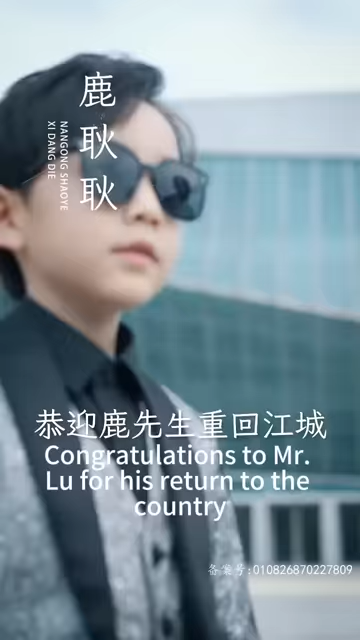 鹿耿耿
NANGONG SHAOYE
XI DANG DIE
恭迎鹿先生重回江城
Congratulations to Mr.
Lu for his return to the
country
备案号:010826870227809